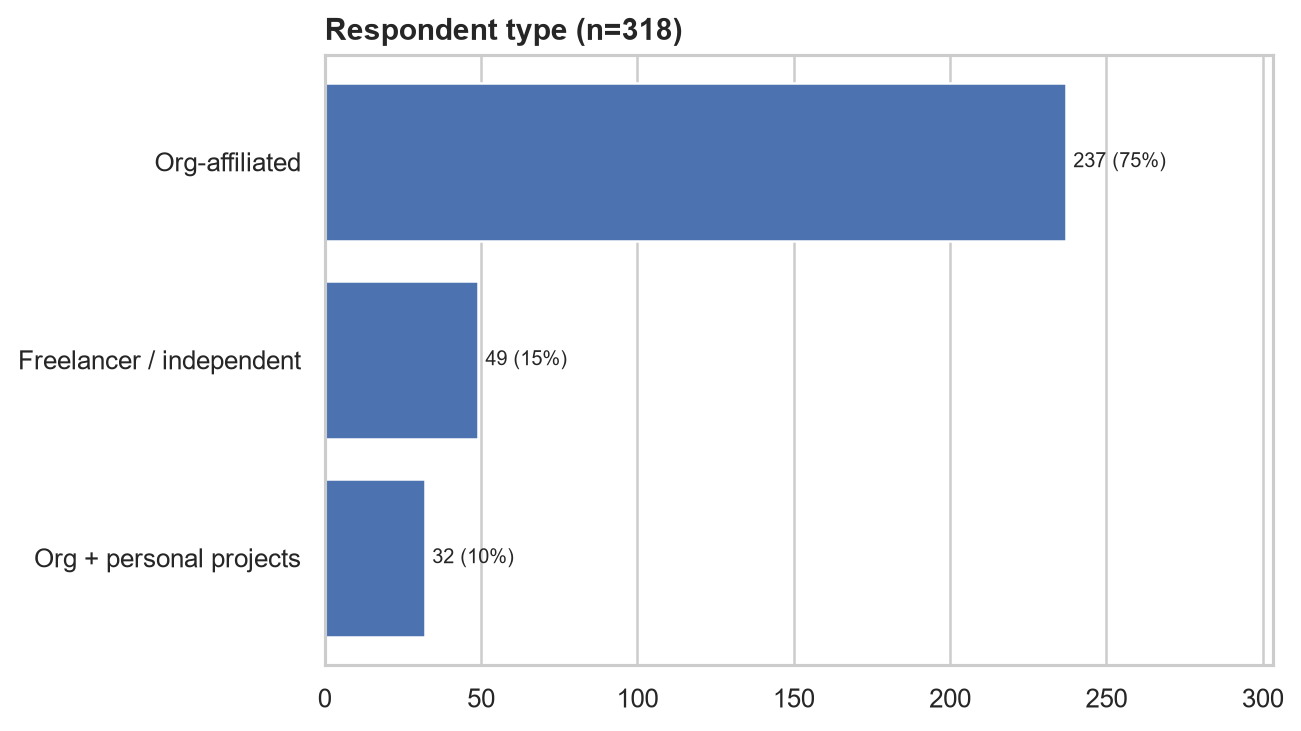 Respondent type (n=318)
Org-affiliated
237 (75%)
Freelancer / independent
49 (15%)
Org + personal projects
32 (10%)
0 50 100 150 200 250 300